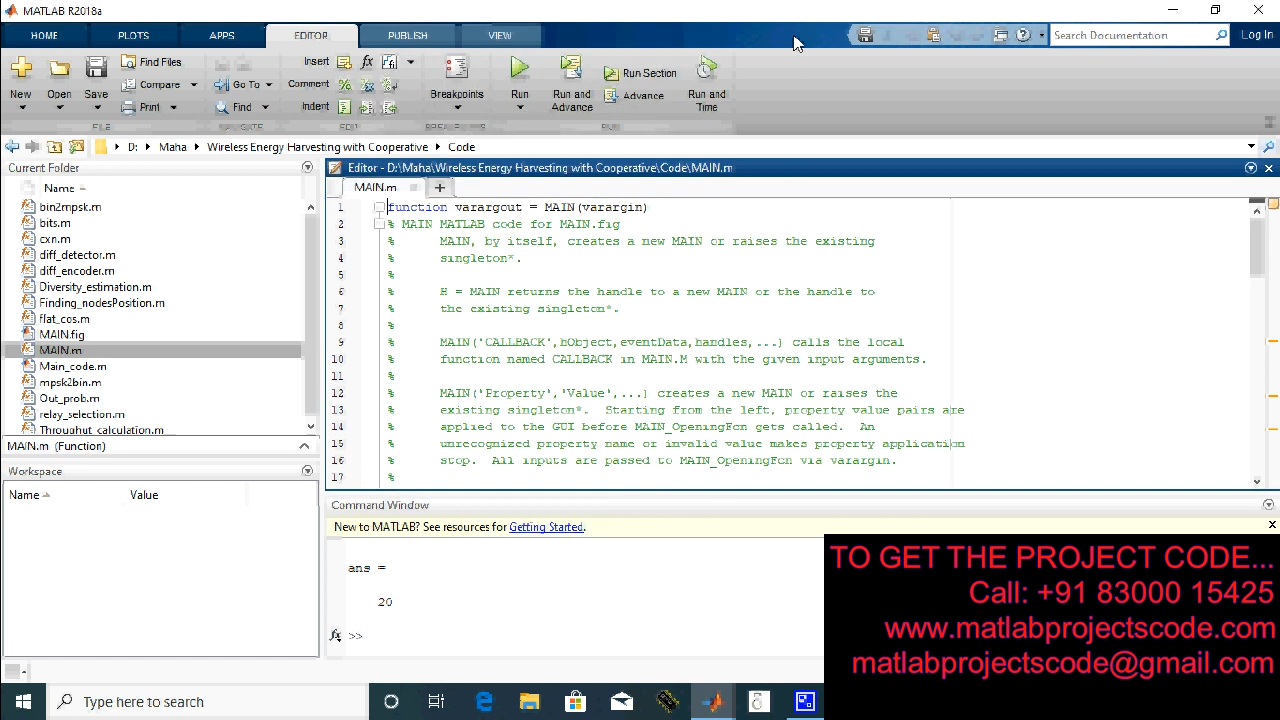 MATLAB R2018a
HOME PLOTS APPS EDITOR PUBLISH VIEW
Search Documentation
Log In
New
Open
Save
Find Files
Compare
Print
FILE
Go To
Find
NAVIGATE
Insert
Comment
Indent
EDIT
Breakpoints
BREAKPOINTS
Run
Run and Advance
Run Section
Advance
Run and Time
RUN
D: Maha Wireless Energy Harvesting with Cooperative Code
Current Folder
Name
bin2mpsk.m
bits.m
cxn.m
diff_detector.m
diff_encoder.m
Diversity_estimation.m
Finding_nodesPosition.m
flat_cos.m
MAIN.fig
MAIN.m
Main_code.m
mpsk2bin.m
Out_prob.m
relay_selection.m
Throughut_calculation.m
MAIN.m (Function)
Workspace
Name Value
Editor - D:\Maha\Wireless Energy Harvesting with Cooperative\Code\MAIN.m
MAIN.m
1 function varargout = MAIN(varargin)
2 % MAIN MATLAB code for MAIN.fig
3 % MAIN, by itself, creates a new MAIN or raises the existing
4 % singleton*.
5 %
6 % H = MAIN returns the handle to a new MAIN or the handle to
7 % the existing singleton*.
8 %
9 % MAIN('CALLBACK',hObject,eventData,handles,...) calls the local
10 % function named CALLBACK in MAIN.M with the given input arguments.
11 %
12 % MAIN('Property','Value',...) creates a new MAIN or raises the
13 % existing singleton*. Starting from the left, property value pairs are
14 % applied to the GUI before MAIN_OpeningFcn gets called. An
15 % unrecognized property name or invalid value makes property application
16 % stop. All inputs are passed to MAIN_OpeningFcn via varargin.
17 %
Command Window
New to MATLAB? See resources for Getting Started.
ans =
20
fx >>
TO GET THE PROJECT CODE...
Call: +91 83000 15425
www.matlabprojectscode.com
matlabprojectscode@gmail.com
Type here to search